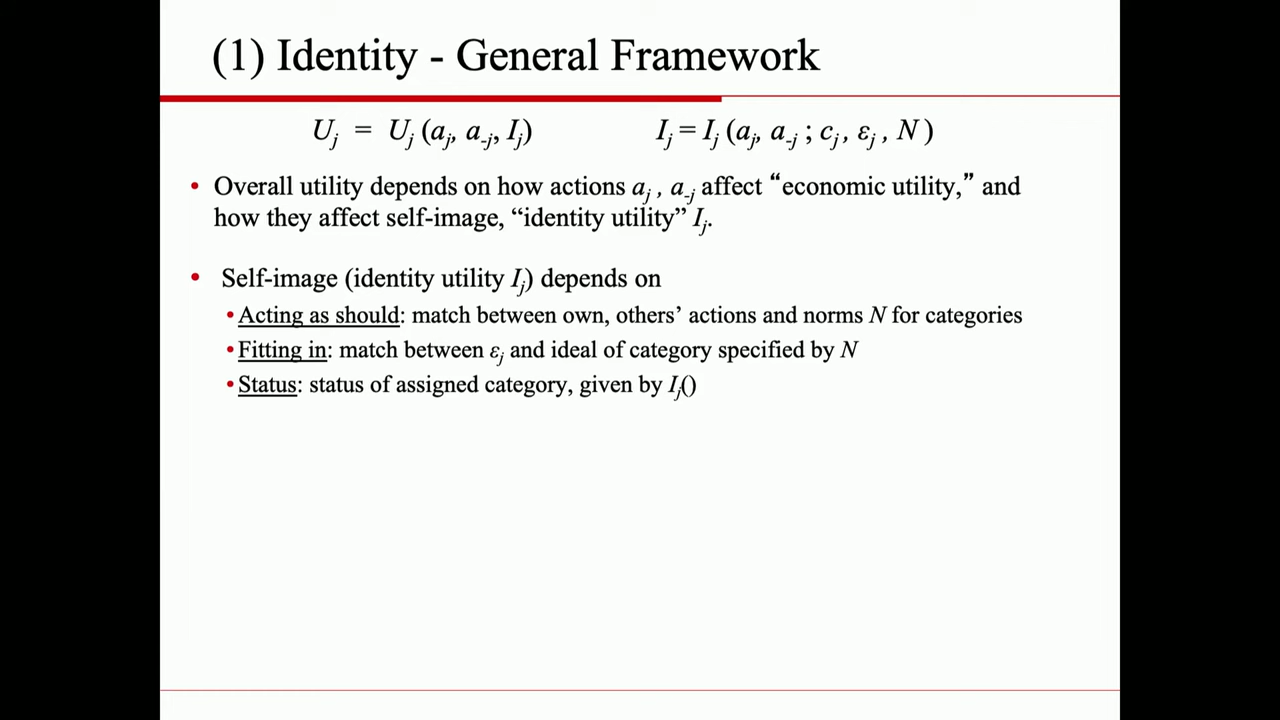 (1) Identity - General Framework
Uj = Uj (aj, a-j, Ij)    Ij = Ij (aj, a-j ; cj, εj , N )
• Overall utility depends on how actions aj , a-j affect “economic utility,” and
how they affect self-image, “identity utility” Ij.
• Self-image (identity utility Ij) depends on
• Acting as should: match between own, others’ actions and norms N for categories
• Fitting in: match between εj and ideal of category specified by N
• Status: status of assigned category, given by Ij()